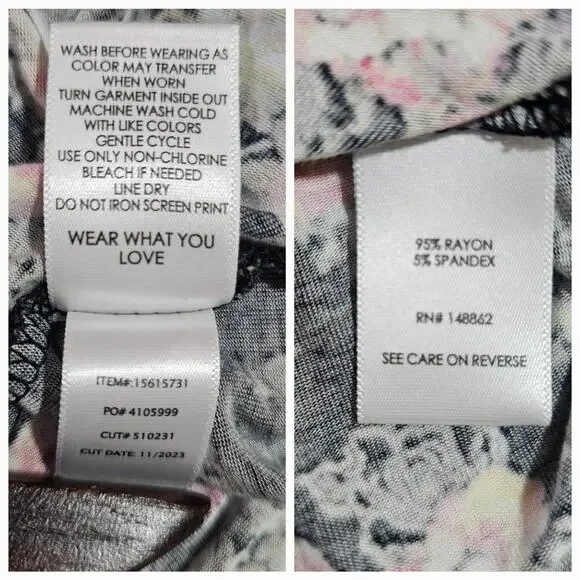 WASH BEFORE WEARING AS
COLOR MAY TRANSFER
WHEN WORN
TURN GARMENT INSIDE OUT
MACHINE WASH COLD
WITH LIKE COLORS
GENTLE CYCLE
USE ONLY NON-CHLORINE
BLEACH IF NEEDED
LINE DRY
DO NOT IRON SCREEN PRINT
WEAR WHAT YOU
LOVE
ITEM#:15615731
PO# 4105999
CUT# 510231
CUT DATE: 11/2023
95% RAYON
5% SPANDEX
RN# 148862
SEE CARE ON REVERSE